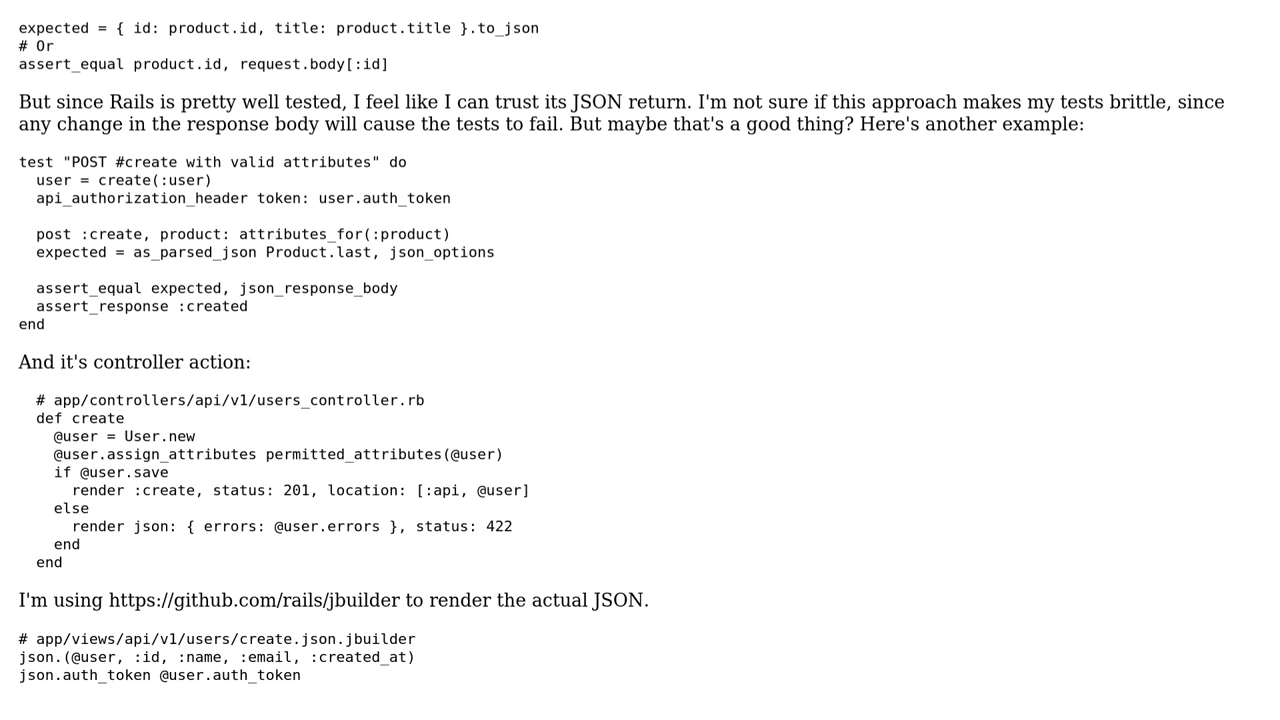 expected = { id: product.id, title: product.title }.to_json
# Or
assert_equal product.id, request.body[:id]
But since Rails is pretty well tested, I feel like I can trust its JSON return. I'm not sure if this approach makes my tests brittle, since
any change in the response body will cause the tests to fail. But maybe that's a good thing? Here's another example:
test "POST #create with valid attributes" do
  user = create(:user)
  api_authorization_header token: user.auth_token
  post :create, product: attributes_for(:product)
  expected = as_parsed_json Product.last, json_options
  assert_equal expected, json_response_body
  assert_response :created
end
And it's controller action:
  # app/controllers/api/v1/users_controller.rb
  def create
    @user = User.new
    @user.assign_attributes permitted_attributes(@user)
    if @user.save
      render :create, status: 201, location: [:api, @user]
    else
      render json: { errors: @user.errors }, status: 422
    end
  end
I'm using https://github.com/rails/jbuilder to render the actual JSON.
# app/views/api/v1/users/create.json.jbuilder
json.(@user, :id, :name, :email, :created_at)
json.auth_token @user.auth_token